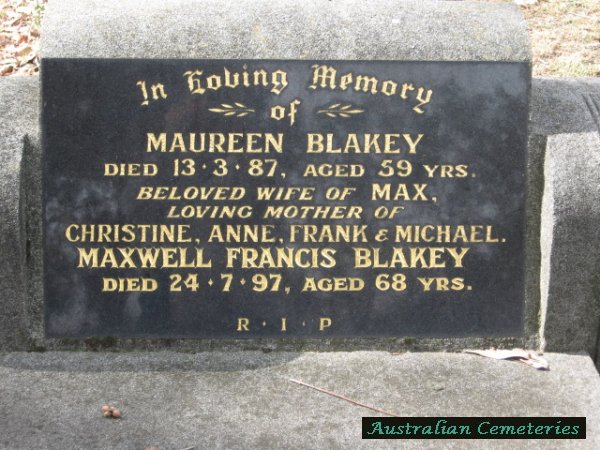 In Loving Memory
of
MAUREEN BLAKEY
DIED 13·3·87, AGED 59 YRS.
BELOVED WIFE OF MAX,
LOVING MOTHER OF
CHRISTINE, ANNE, FRANK & MICHAEL.
MAXWELL FRANCIS BLAKEY
DIED 24·7·97, AGED 68 YRS.
R·I·P
Australian Cemeteries